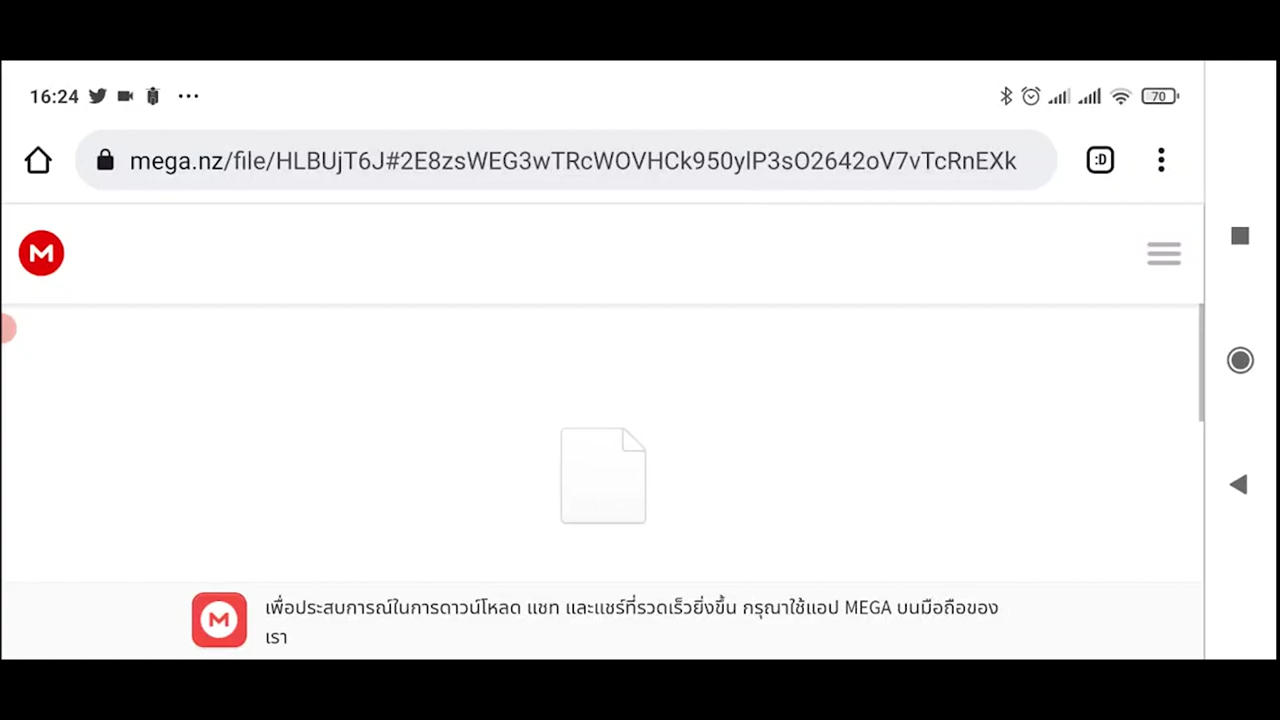 16:24
70
:D
mega.nz/file/HLBUjT6J#2E8zsWEG3wTRcWOVHCk950ylP3sO2642oV7vTcRnEXk
M
M
เพื่อประสบการณ์ในการดาวน์โหลด แชท และแชร์ที่รวดเร็วยิ่งขึ้น กรุณาใช้แอป MEGA บนมือถือของ
เรา